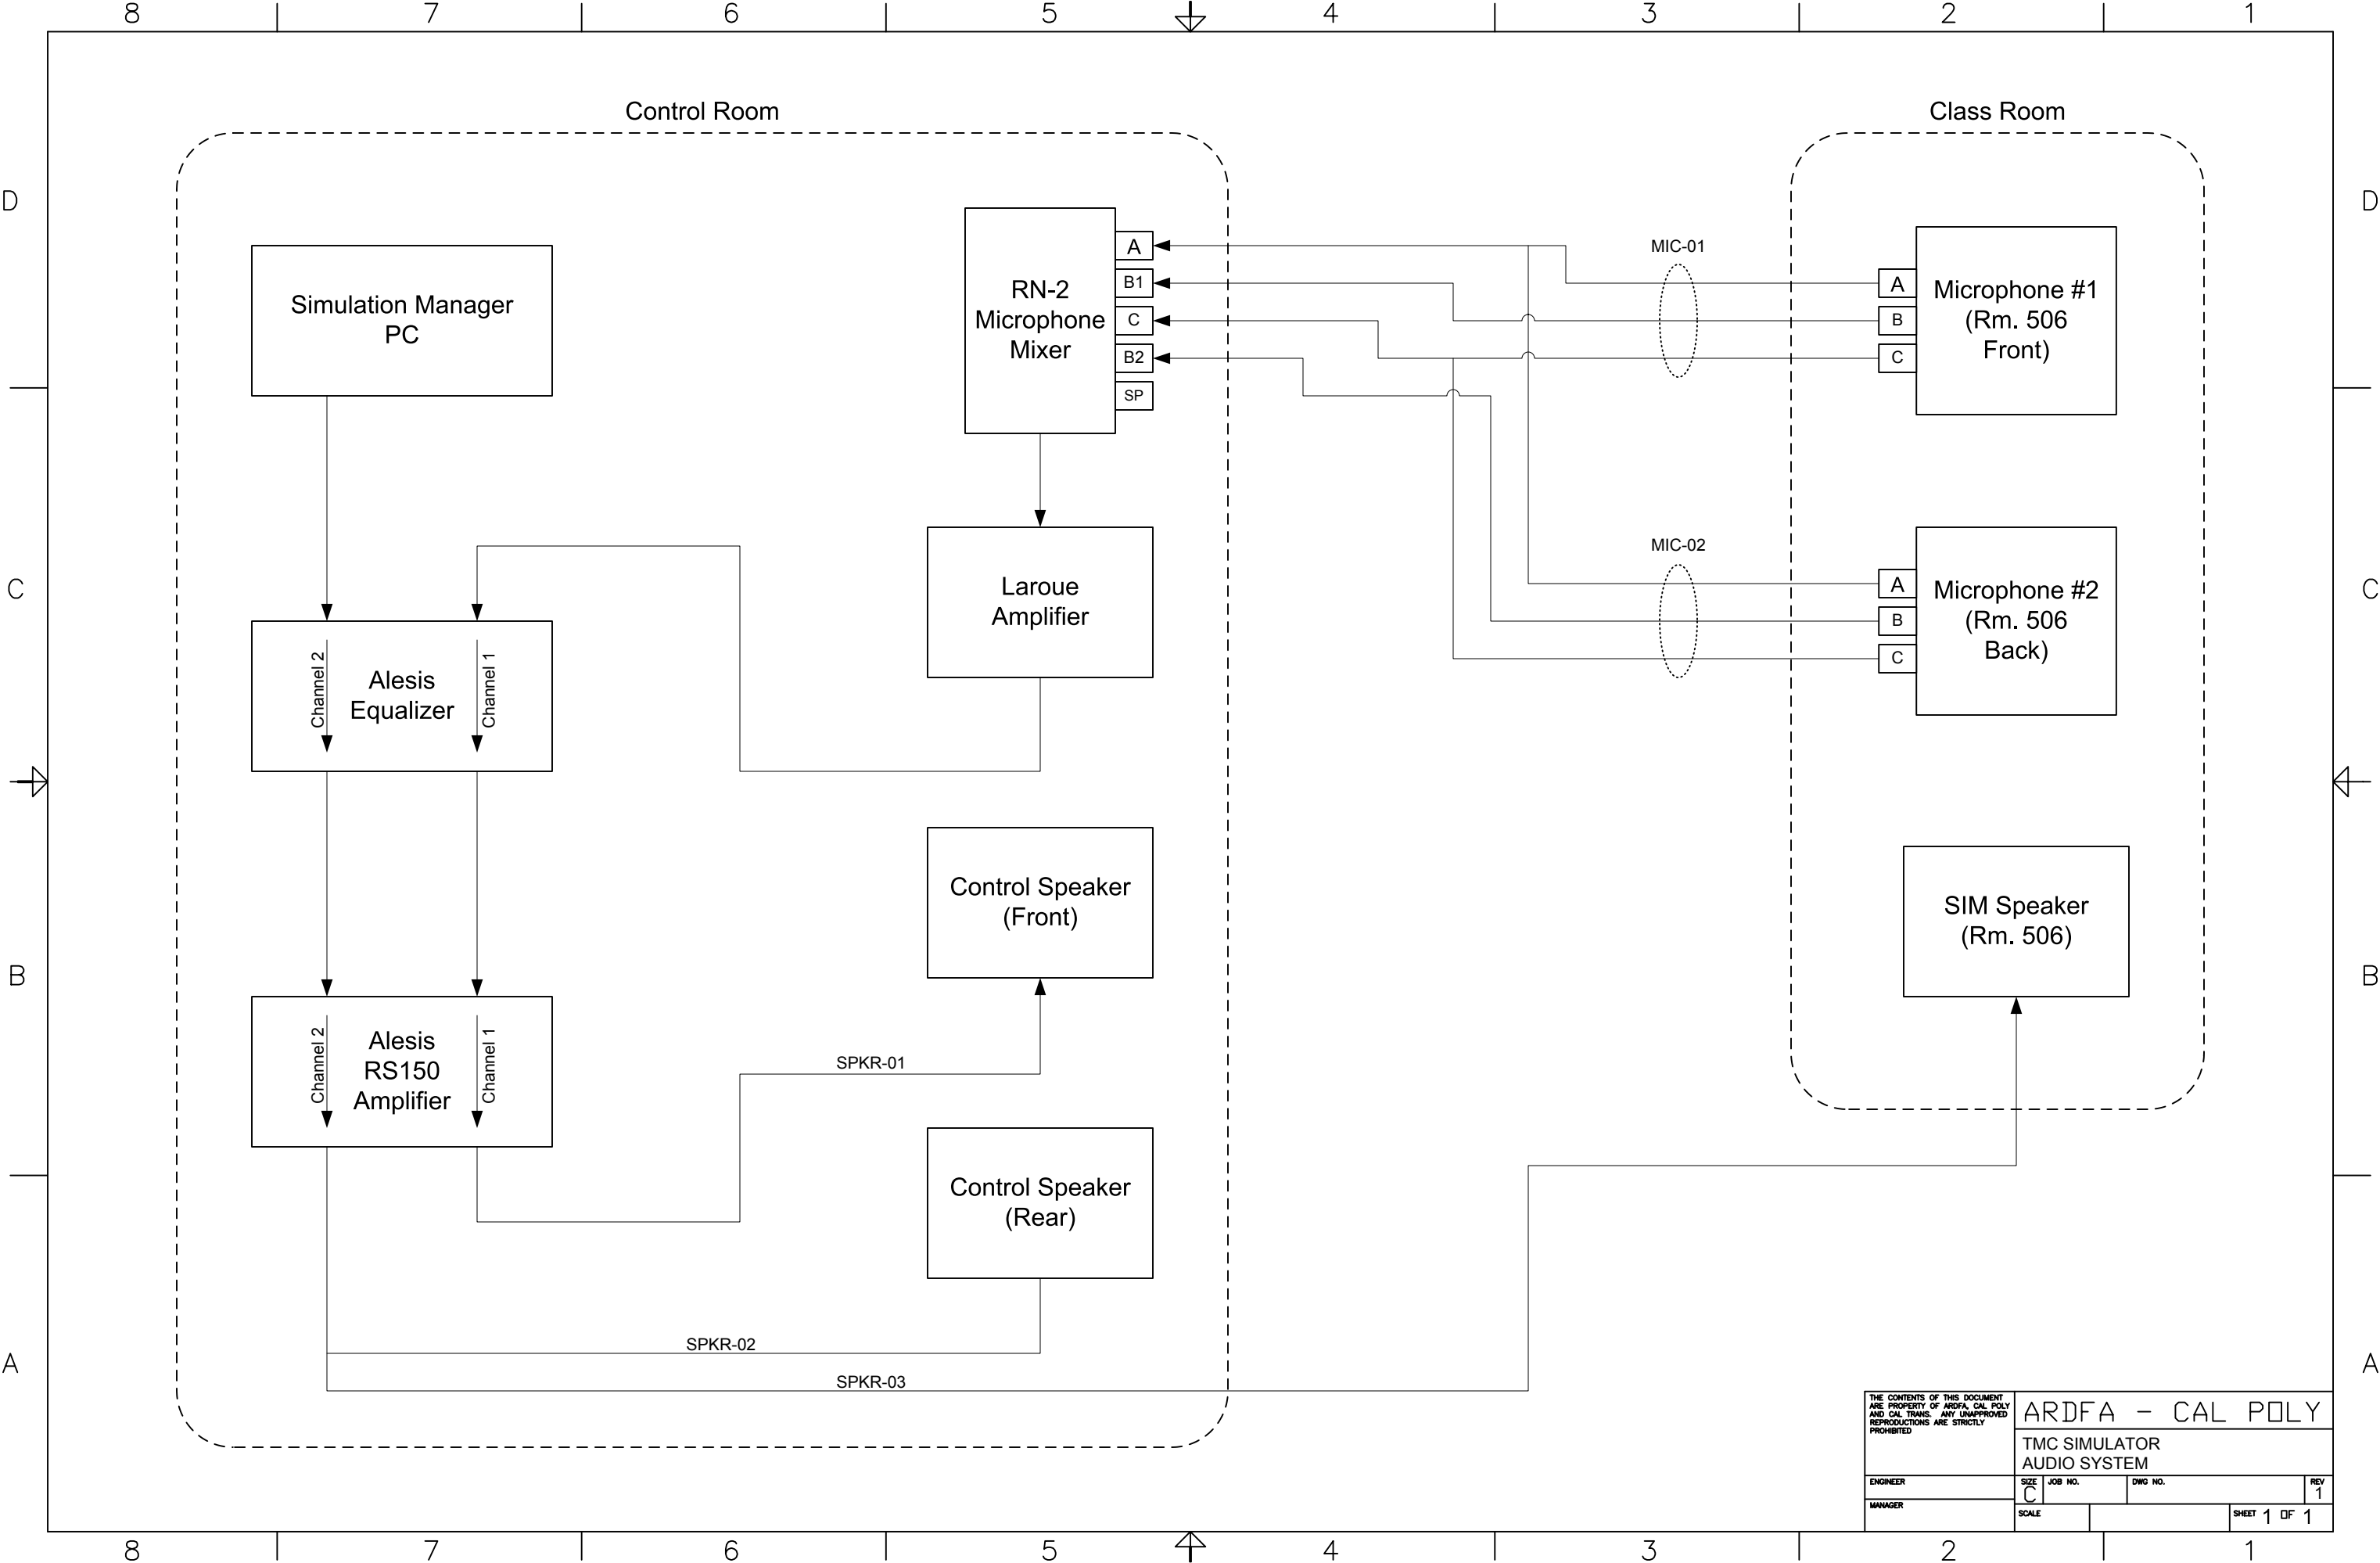 8 7 6 5 4 3 2 1
Control Room
Class Room
D
D
Simulation Manager
PC
RN-2
Microphone
Mixer
A
B1
C
B2
SP
MIC-01
A
B
C
Microphone #1
(Rm. 506
Front)
C
C
Laroue
Amplifier
MIC-02
A
B
C
Microphone #2
(Rm. 506
Back)
Channel 2
Alesis
Equalizer
Channel 1
Control Speaker
(Front)
SIM Speaker
(Rm. 506)
B
B
Channel 2
Alesis
RS150
Amplifier
Channel 1
SPKR-01
Control Speaker
(Rear)
SPKR-02
SPKR-03
A
A
THE CONTENTS OF THIS DOCUMENT
ARE PROPERTY OF ARDFA, CAL POLY
AND CAL TRANS. ANY UNAPPROVED
REPRODUCTIONS ARE STRICTLY
PROHIBITED
ARDFA - CAL POLY
TMC SIMULATOR
AUDIO SYSTEM
ENGINEER
MANAGER
SIZE
C
JOB NO.
DWG NO.
REV
1
SCALE
SHEET 1 OF 1
8 7 6 5 4 3 2 1